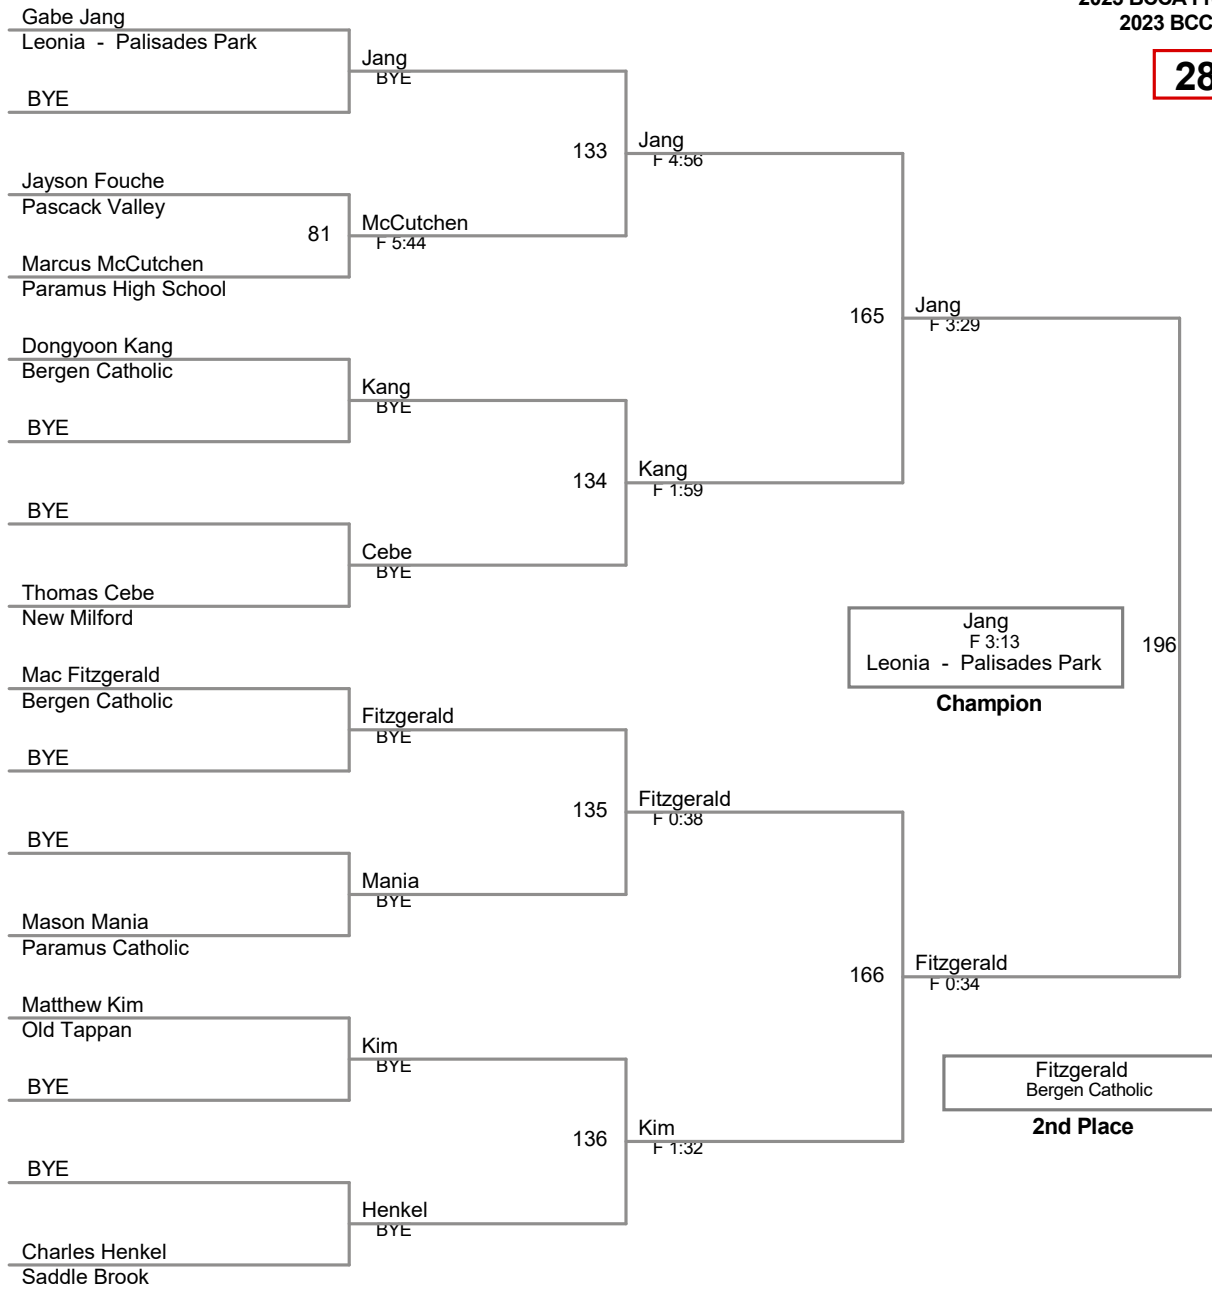 2023 BCC
28
Gabe Jang
Leonia - Palisades Park
BYE
Jayson Fouche
Pascack Valley
81
Marcus McCutchen
Paramus High School
Dongyoon Kang
Bergen Catholic
BYE
BYE
Thomas Cebe
New Milford
Mac Fitzgerald
Bergen Catholic
BYE
BYE
Mason Mania
Paramus Catholic
Matthew Kim
Old Tappan
BYE
BYE
Charles Henkel
Saddle Brook
Jang
BYE
133
McCutchen
F 5:44
Kang
BYE
134
Cebe
BYE
Fitzgerald
BYE
135
Mania
BYE
Kim
BYE
136
Henkel
BYE
Jang
F 4:56
165
Kang
F 1:59
Fitzgerald
F 0:38
166
Kim
F 1:32
Jang
F 3:29
196
Fitzgerald
F 0:34
Jang
F 3:13
Leonia - Palisades Park
Champion
Fitzgerald
Bergen Catholic
2nd Place